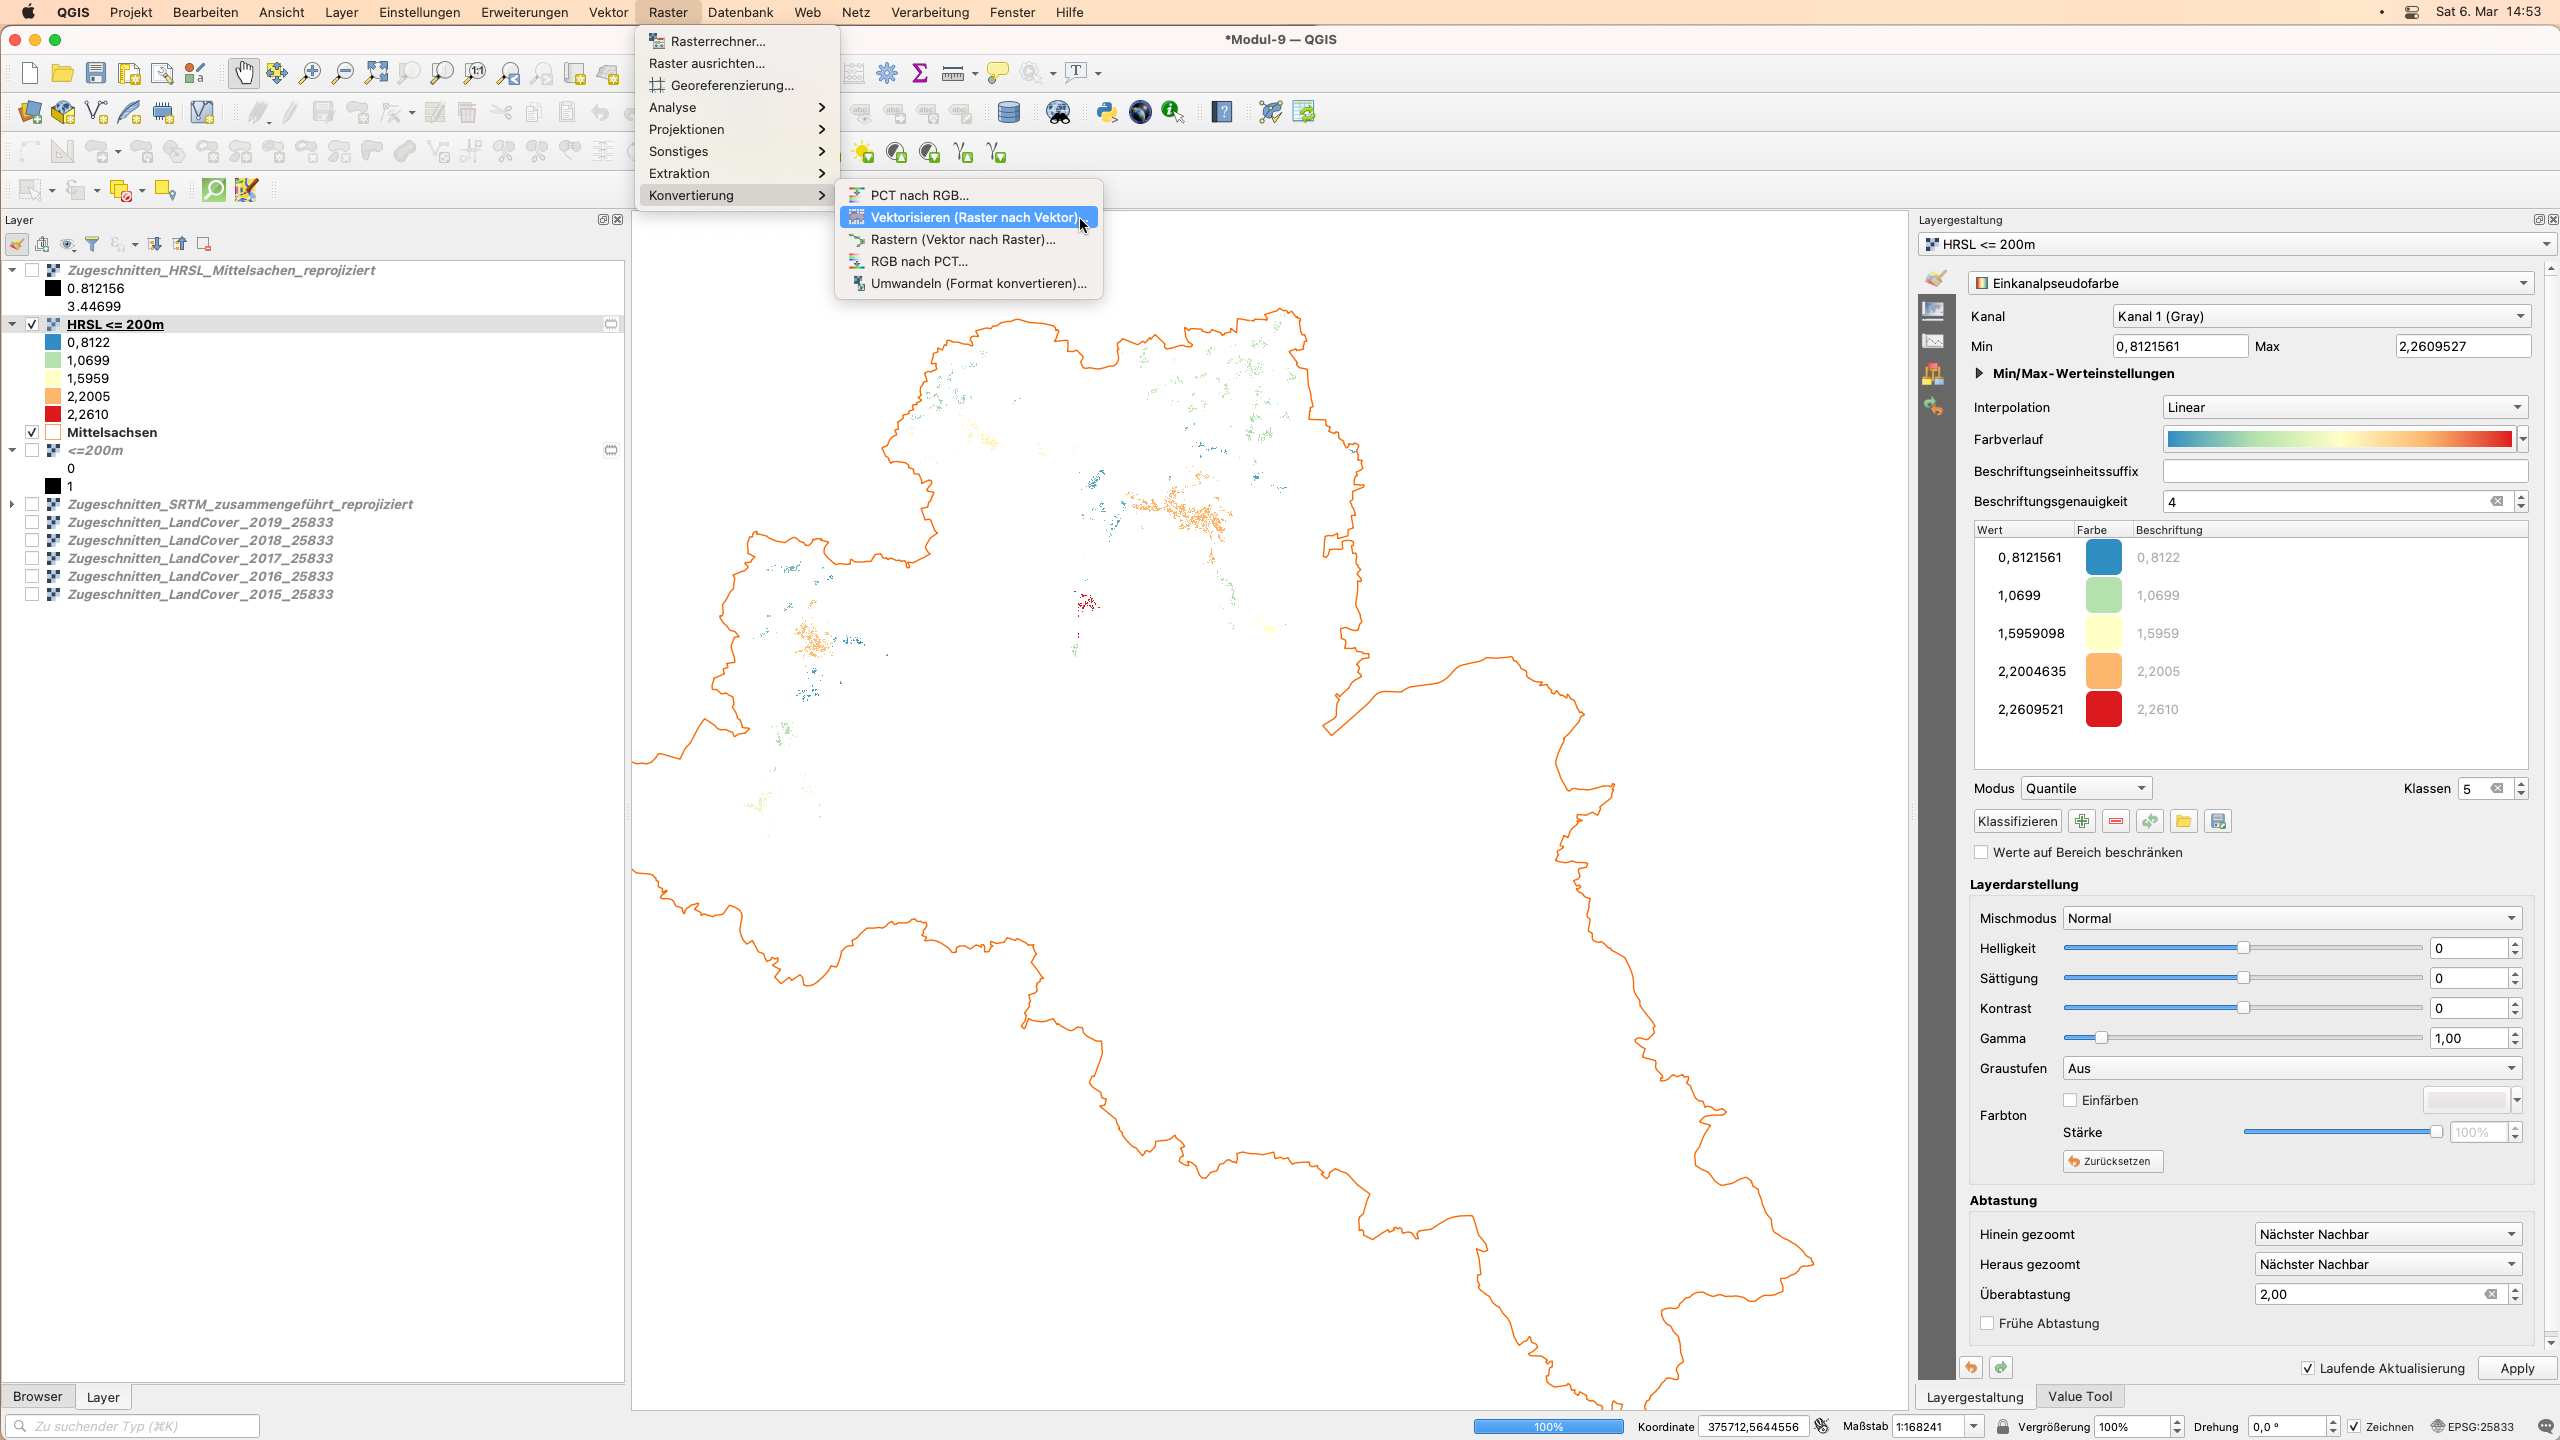 QGIS Projekt Bearbeiten Ansicht Layer Einstellungen Erweiterungen Vektor Raster Datenbank Web Netz Verarbeitung Fenster Hilfe Sat 6. Mar 14:53
*Modul-9 — QGIS
Rasterrechner...
Raster ausrichten...
Georeferenzierung...
Analyse
Projektionen
Sonstiges
Extraktion
Konvertierung
PCT nach RGB...
Vektorisieren (Raster nach Vektor)
Rastern (Vektor nach Raster)...
RGB nach PCT...
Umwandeln (Format konvertieren)...
Layer
Zugeschnitten_HRSL_Mittelsachen_reprojiziert
0.812156
3.44699
HRSL <= 200m
0,8122
1,0699
1,5959
2,2005
2,2610
Mittelsachsen
<=200m
0
1
Zugeschnitten_SRTM_zusammengeführt_reprojiziert
Zugeschnitten_LandCover_2019_25833
Zugeschnitten_LandCover_2018_25833
Zugeschnitten_LandCover_2017_25833
Zugeschnitten_LandCover_2016_25833
Zugeschnitten_LandCover_2015_25833
Browser Layer
Zu suchender Typ (⌘K)
Layergestaltung
HRSL <= 200m
Einkanalpseudofarbe
Kanal Kanal 1 (Gray)
Min 0,8121561 Max 2,2609527
Min/Max-Werteinstellungen
Interpolation Linear
Farbverlauf
Beschriftungseinheitssuffix
Beschriftungsgenauigkeit 4
Wert Farbe Beschriftung
0,8121561 0,8122
1,0699 1,0699
1,5959098 1,5959
2,2004635 2,2005
2,2609521 2,2610
Modus Quantile Klassen 5
Klassifizieren
Werte auf Bereich beschränken
Layerdarstellung
Mischmodus Normal
Helligkeit 0
Sättigung 0
Kontrast 0
Gamma 1,00
Graustufen Aus
Farbton Einfärben
Stärke 100%
Zurücksetzen
Abtastung
Hinein gezoomt Nächster Nachbar
Heraus gezoomt Nächster Nachbar
Überabtastung 2,00
Frühe Abtastung
Laufende Aktualisierung Apply
Layergestaltung Value Tool
100% Koordinate 375712,5644556 Maßstab 1:168241 Vergrößerung 100% Drehung 0,0 ° Zeichnen EPSG:25833